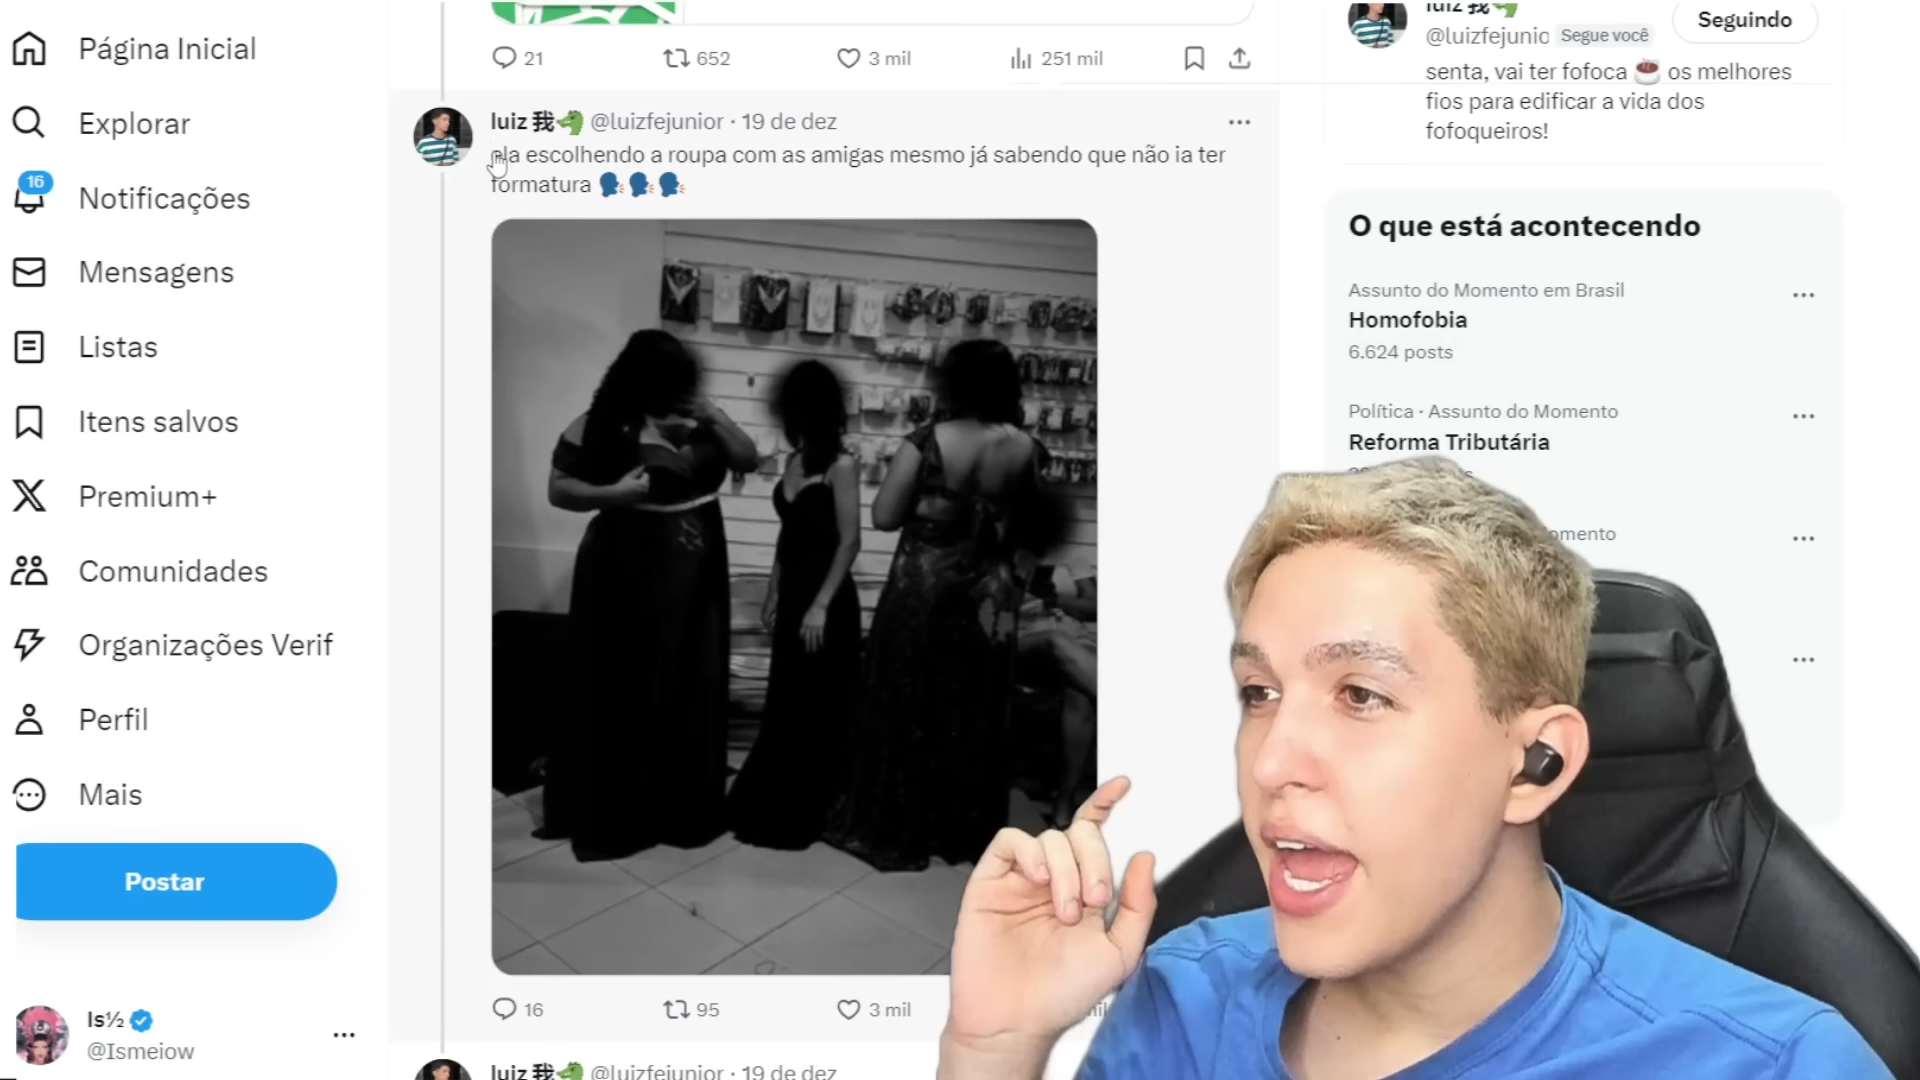 Página Inicial
Explorar
16
Notificações
Mensagens
Listas
Itens salvos
Premium+
Comunidades
Organizações Verif
Perfil
Mais
Postar
Is½
@Ismeiow
21 652 3 mil 251 mil
luiz 我🐲 @luizfejunior · 19 de dez
ela escolhendo a roupa com as amigas mesmo já sabendo que não ia ter
formatura 🗣️🗣️🗣️
16 95 3 mil
luiz 我🐲 @luizfejunior · 19 de dez
luiz 我🐲
@luizfejunio Segue você
Seguindo
senta, vai ter fofoca ☕ os melhores
fios para edificar a vida dos
fofoqueiros!
O que está acontecendo
Assunto do Momento em Brasil
Homofobia
6.624 posts
Política · Assunto do Momento
Reforma Tributária